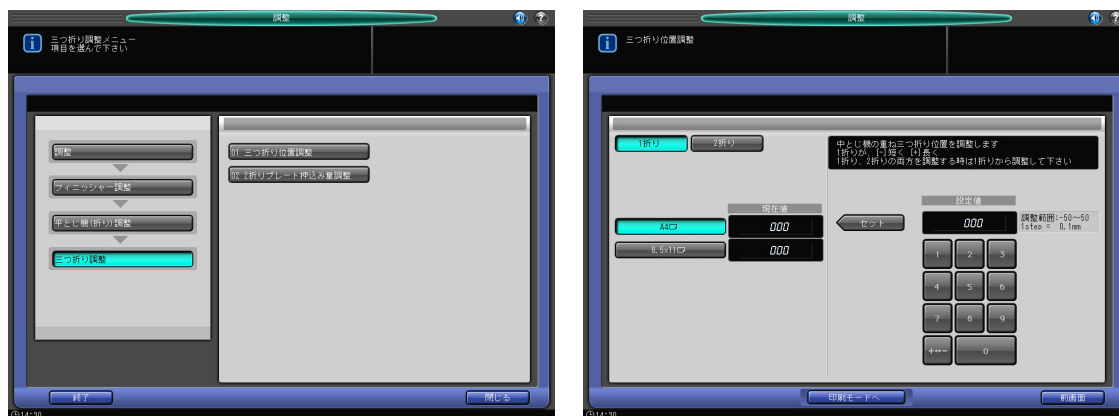 調整
三つ折り調整メニュー
項目を選んで下さい
調整
フィニッシャー調整
中とじ機(折り)調整
三つ折り調整
01 三つ折り位置調整
02 2折りプレート押込み量調整
終了
閉じる
14:30
調整
三つ折り位置調整
1折り
2折り
中とじ機の重ね三つ折り位置を調整します
1折りが、[-]短く [+]長く
1折り、2折りの両方を調整する時は1折りから調整して下さい
現在値
A4
000
8.5x11
000
セット
設定値
000
調整範囲:-50～50
1step = 0.1mm
1
2
3
4
5
6
7
8
9
+↔-
0
印刷モードへ
前画面
14:30